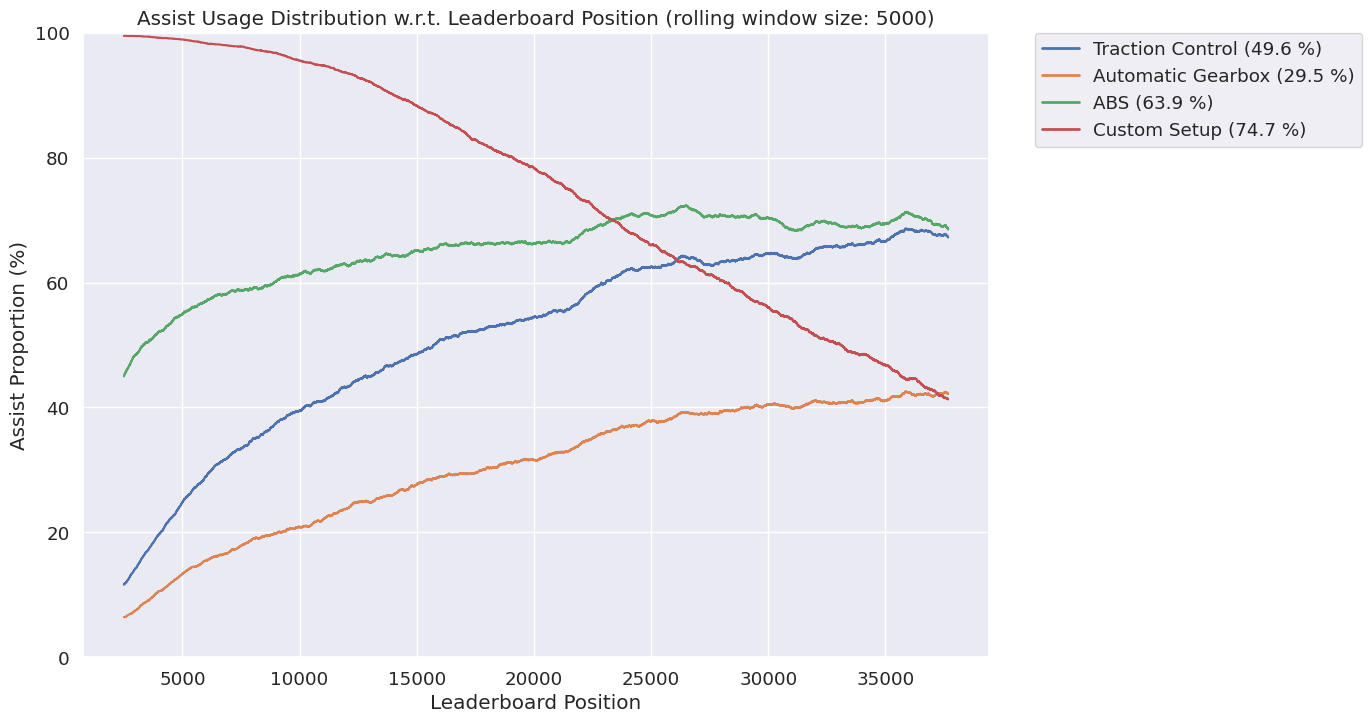 Assist Usage Distribution w.r.t. Leaderboard Position (rolling window size: 5000)
Traction Control (49.6 %)
Automatic Gearbox (29.5 %)
ABS (63.9 %)
Custom Setup (74.7 %)
Assist Proportion (%)
100
80
60
40
20
0
5000 10000 15000 20000 25000 30000 35000
Leaderboard Position